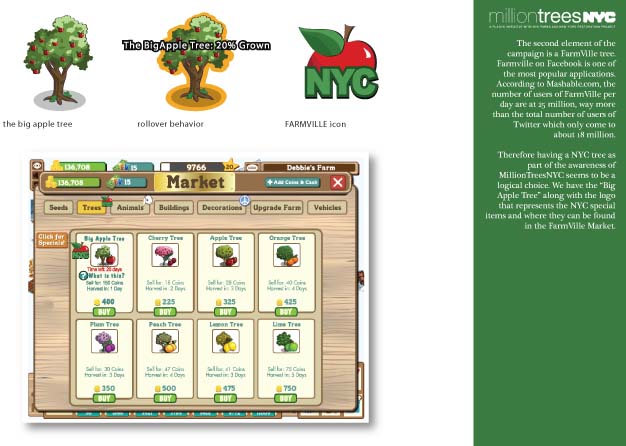 The BigApple Tree: 20% Grown
NYC
the big apple tree
rollover behavior
FARMVILLE icon
milliontreesNYC
The second element of the
campaign is a FarmVille tree.
Farmville on Facebook is one of
the most popular applications.
According to Mashable.com, the
number of users of FarmVille per
day are at 25 million, way more
than the total number of users of
Twitter which only come to
about 18 million.
Therefore having a NYC tree as
part of the awareness of
MillionTreesNYC seems to be a
logical choice. We have the "Big
Apple Tree" along with the logo
that represents the NYC special
items and where they can be found
in the FarmVille Market.
136,708
15
9766
20
Debbie's Farm
136,708
15
Market
Add Coins & Cash
Seeds
Trees
Animals
Buildings
Decorations
Upgrade Farm
Vehicles
Click for
Specials!
Big Apple Tree
NYC
Time left: 20 days
What is this?
Sell for: 150 Coins
Harvest in: 1 Day
400
BUY
Cherry Tree
Sell for: 18 Coins
Harvest in: 2 Days
225
BUY
Apple Tree
Sell for: 28 Coins
Harvest in: 3 Days
325
BUY
Orange Tree
Sell for: 40 Coins
Harvest in: 4 Days
425
BUY
Plum Tree
Sell for: 30 Coins
Harvest in: 3 Days
350
BUY
Peach Tree
Sell for: 47 Coins
Harvest in: 4 Days
500
BUY
Lemon Tree
Sell for: 41 Coins
Harvest in: 3 Days
475
BUY
Lime Tree
Sell for: 75 Coins
Harvest in: 5 Days
750
BUY